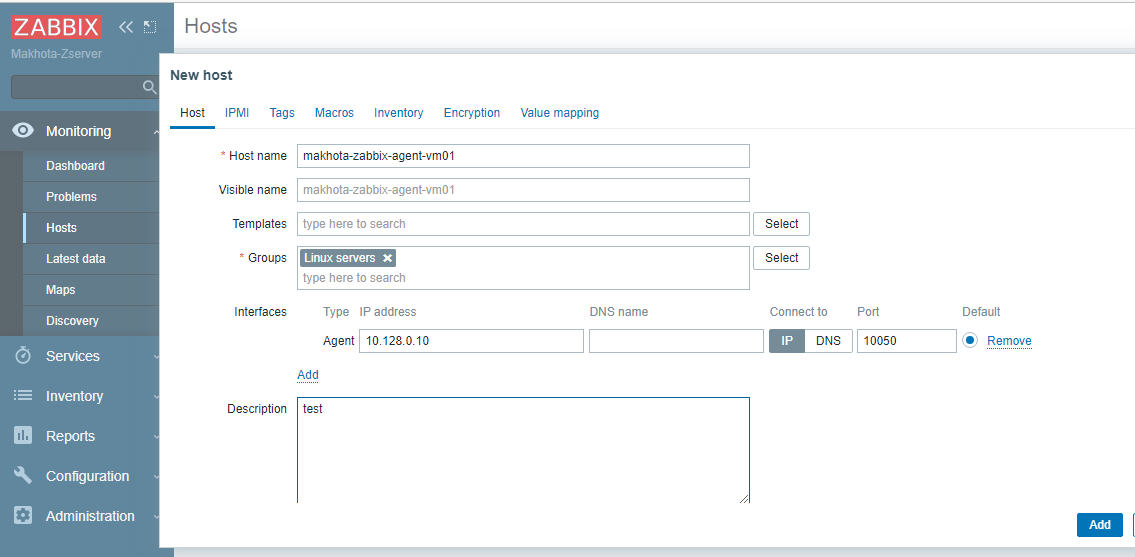 ZABBIX
Makhota-Zserver
Monitoring
Dashboard
Problems
Hosts
Latest data
Maps
Discovery
Services
Inventory
Reports
Configuration
Administration
Hosts
New host
Host IPMI Tags Macros Inventory Encryption Value mapping
* Host name makhota-zabbix-agent-vm01
Visible name makhota-zabbix-agent-vm01
Templates type here to search Select
* Groups Linux servers Select
type here to search
Interfaces Type IP address DNS name Connect to Port Default
Agent 10.128.0.10 IP DNS 10050 Remove
Add
Description test
Add